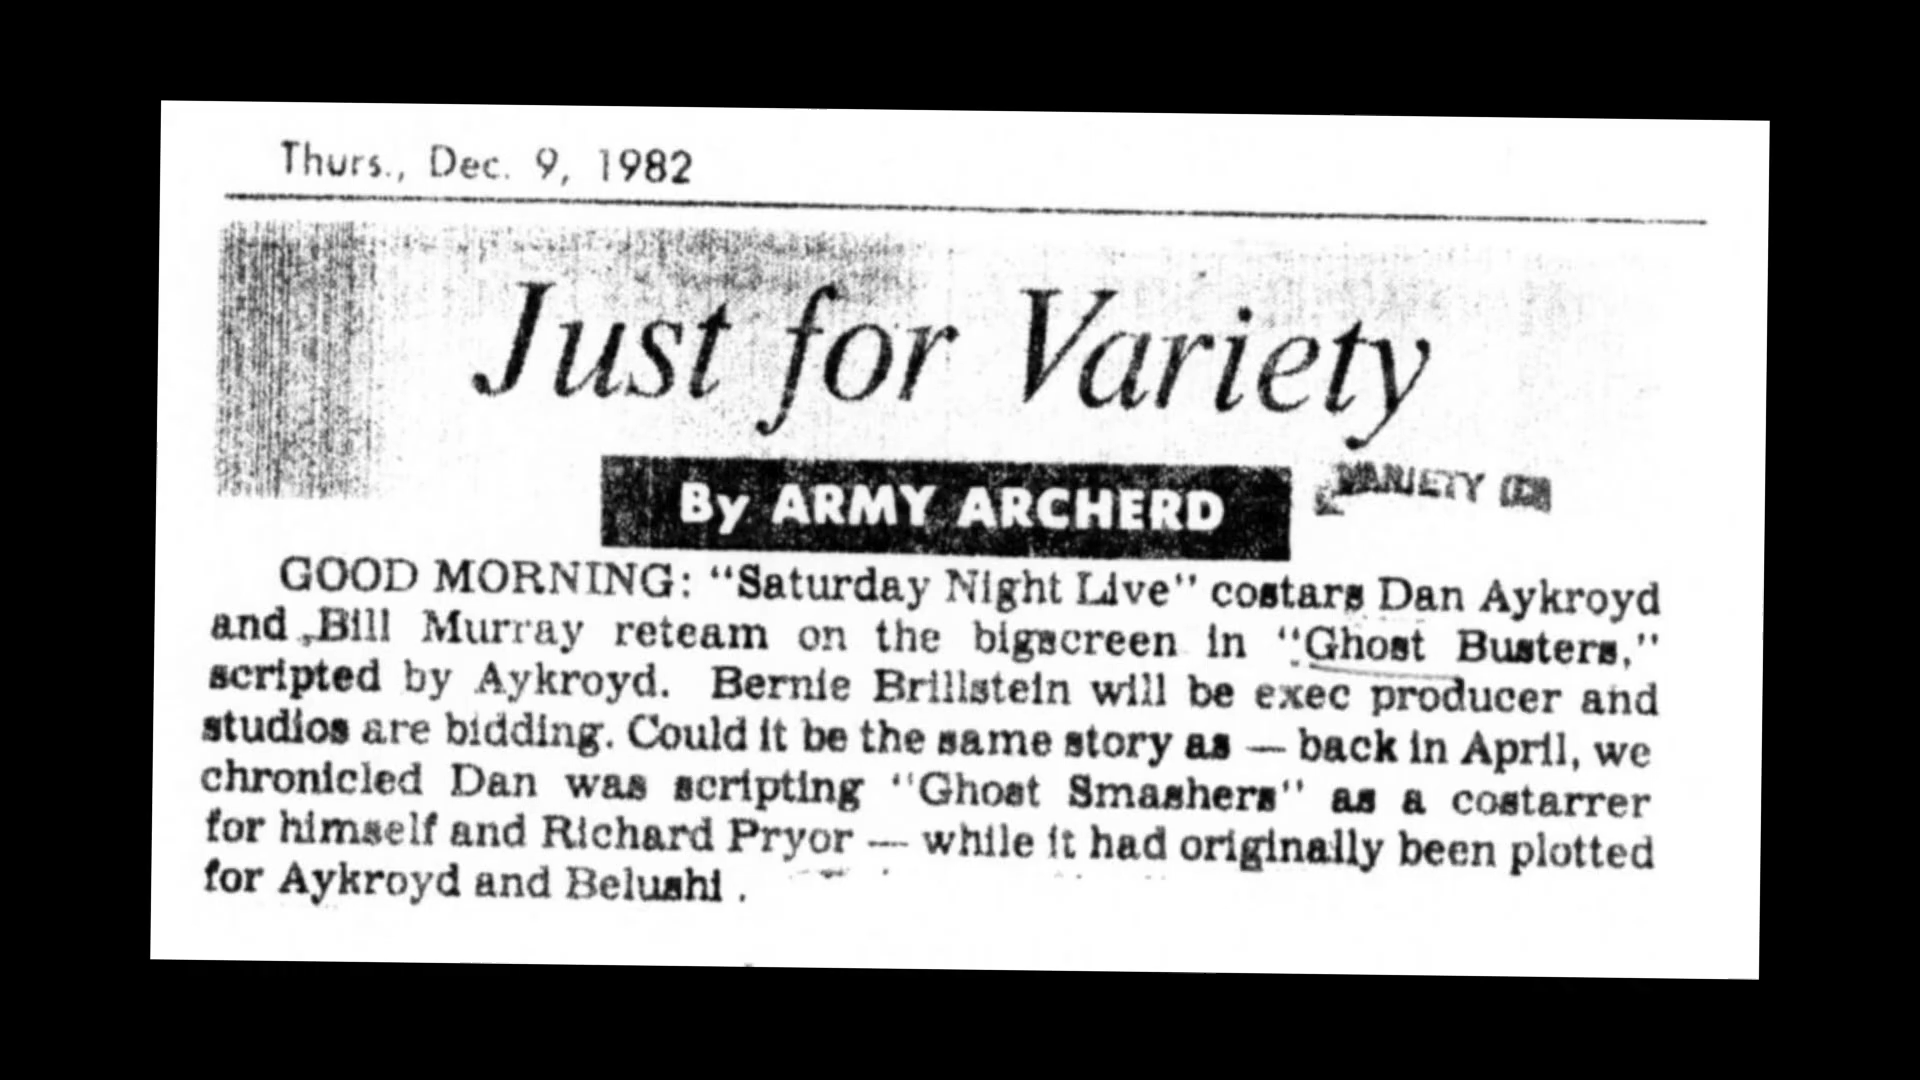 Thurs., Dec. 9, 1982
Just for Variety
By ARMY ARCHERD
VARIETY
GOOD MORNING: "Saturday Night Live" costars Dan Aykroyd
and Bill Murray reteam on the bigscreen in "Ghost Busters,"
scripted by Aykroyd. Bernie Brillstein will be exec producer and
studios are bidding. Could it be the same story as — back in April, we
chronicled Dan was scripting "Ghost Smashers" as a costarrer
for himself and Richard Pryor — while it had originally been plotted
for Aykroyd and Belushi .